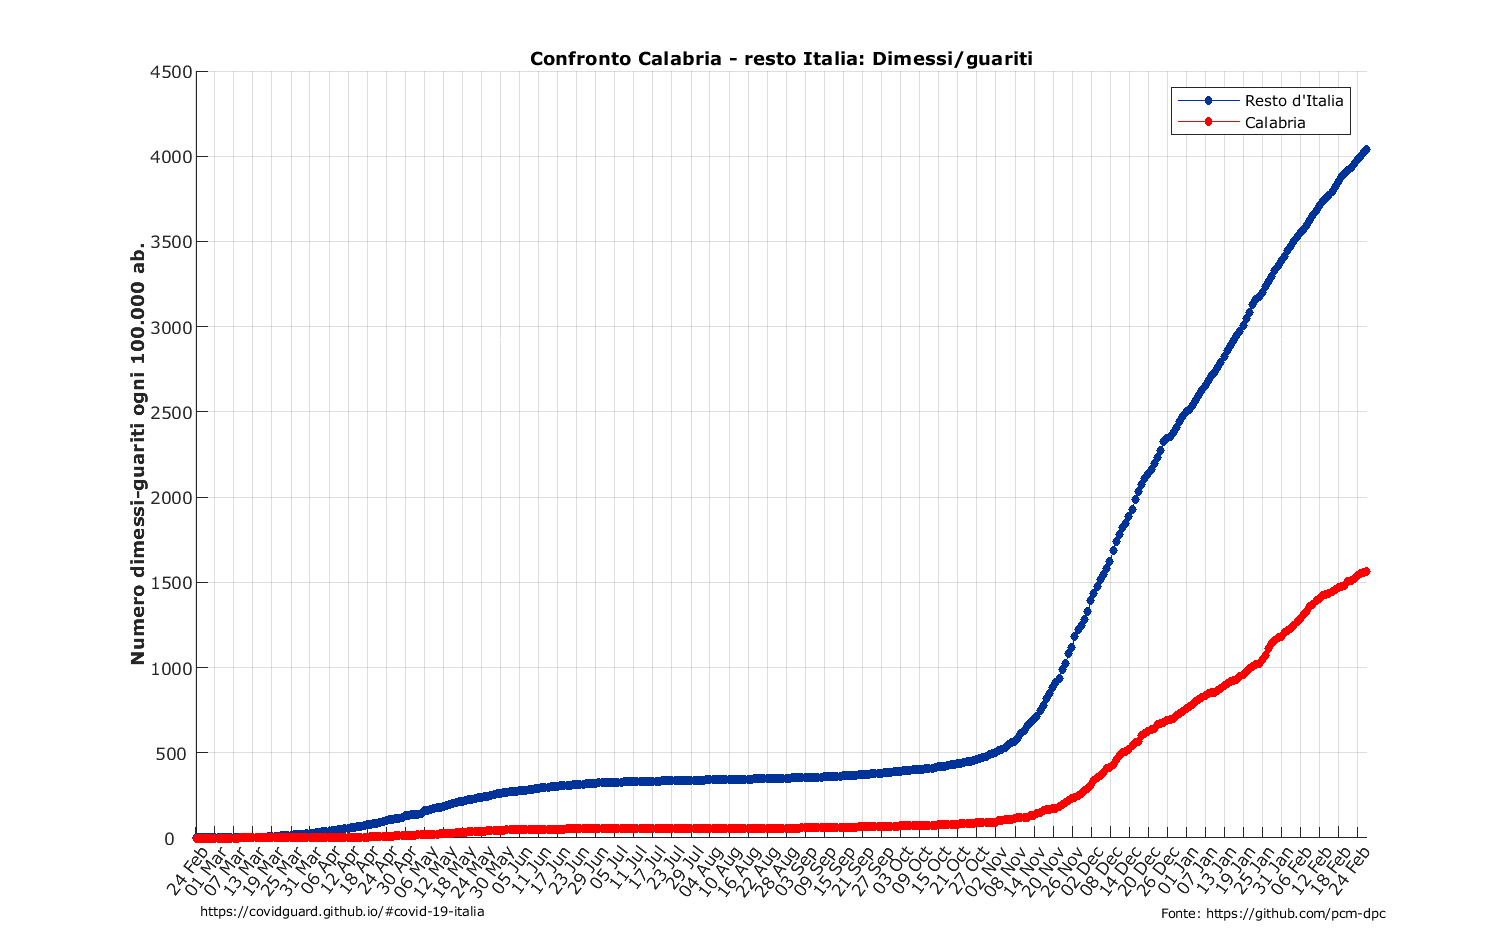 Confronto Calabria - resto Italia: Dimessi/guariti
Numero dimessi-guariti ogni 100.000 ab.
4500
4000
3500
3000
2500
2000
1500
1000
500
0
Resto d'Italia
Calabria
24 Feb
01 Mar
07 Mar
13 Mar
19 Mar
25 Mar
31 Mar
06 Apr
12 Apr
18 Apr
24 Apr
30 Apr
06 May
12 May
18 May
24 May
30 May
05 Jun
11 Jun
17 Jun
23 Jun
29 Jun
05 Jul
11 Jul
17 Jul
23 Jul
29 Jul
04 Aug
10 Aug
16 Aug
22 Aug
28 Aug
03 Sep
09 Sep
15 Sep
21 Sep
27 Sep
03 Oct
09 Oct
15 Oct
21 Oct
27 Oct
02 Nov
08 Nov
14 Nov
20 Nov
26 Nov
02 Dec
08 Dec
14 Dec
20 Dec
26 Dec
01 Jan
07 Jan
13 Jan
19 Jan
25 Jan
31 Jan
06 Feb
12 Feb
18 Feb
24 Feb
https://covidguard.github.io/#covid-19-italia
Fonte: https://github.com/pcm-dpc